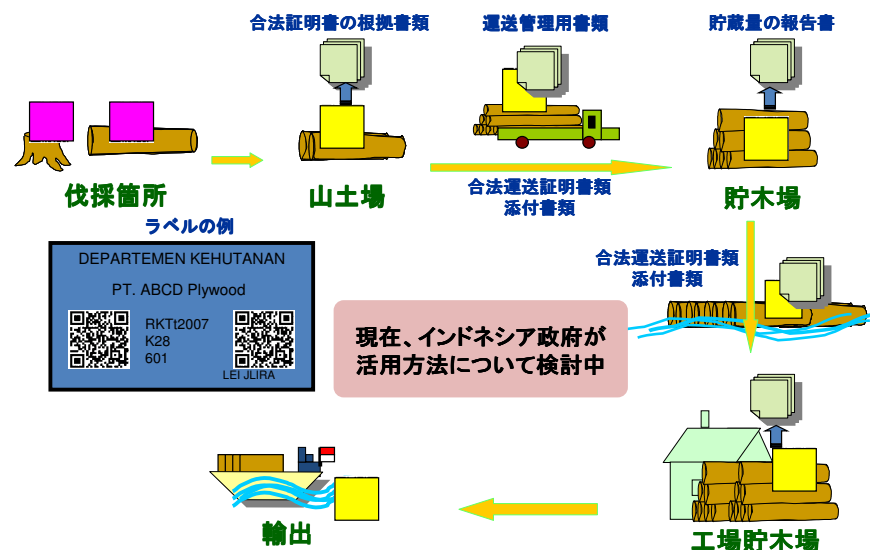 合法証明書の根拠書類
運送管理用書類
貯蔵量の報告書
伐採箇所
山土場
合法運送証明書類
添付書類
貯木場
ラベルの例
DEPARTEMEN KEHUTANAN
PT. ABCD Plywood
RKTt2007
K28
601
LEI JLIRA
合法運送証明書類
添付書類
現在、インドネシア政府が
活用方法について検討中
輸出
工場貯木場